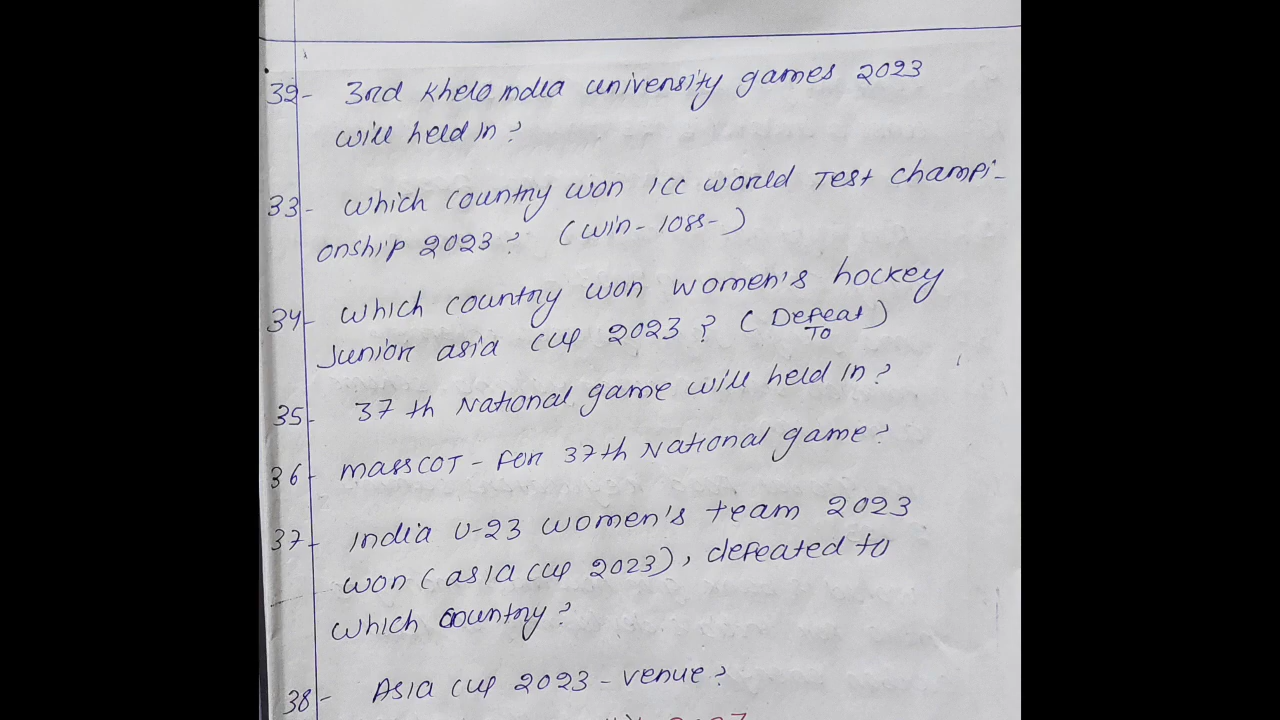 32- 3rd Khelo India university games 2023
will held in?
33- which country won ICC world Test champi-
onship 2023? (win- loss-)
34- which country won women's hockey
Junior asia cup 2023? (Defeat)
To
35- 37th National game will held in?
36- masscot - for 37th National game?
37- India U-23 women's team 2023
won (asia cup 2023), defeated to
which country?
38- Asia cup 2023 - venue?